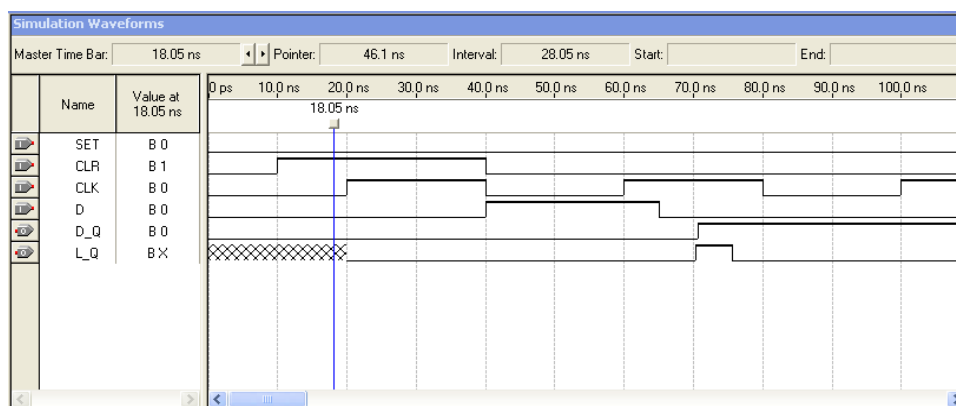 Simulation Waveforms
Master Time Bar: 18.05 ns Pointer: 46.1 ns Interval: 28.05 ns Start: End:
Name Value at 18.05 ns
0 ps 10.0 ns 20.0 ns 30.0 ns 40.0 ns 50.0 ns 60.0 ns 70.0 ns 80.0 ns 90.0 ns 100.0 ns
18.05 ns
SET B 0
CLR B 1
CLK B 0
D B 0
D_Q B 0
L_Q B X